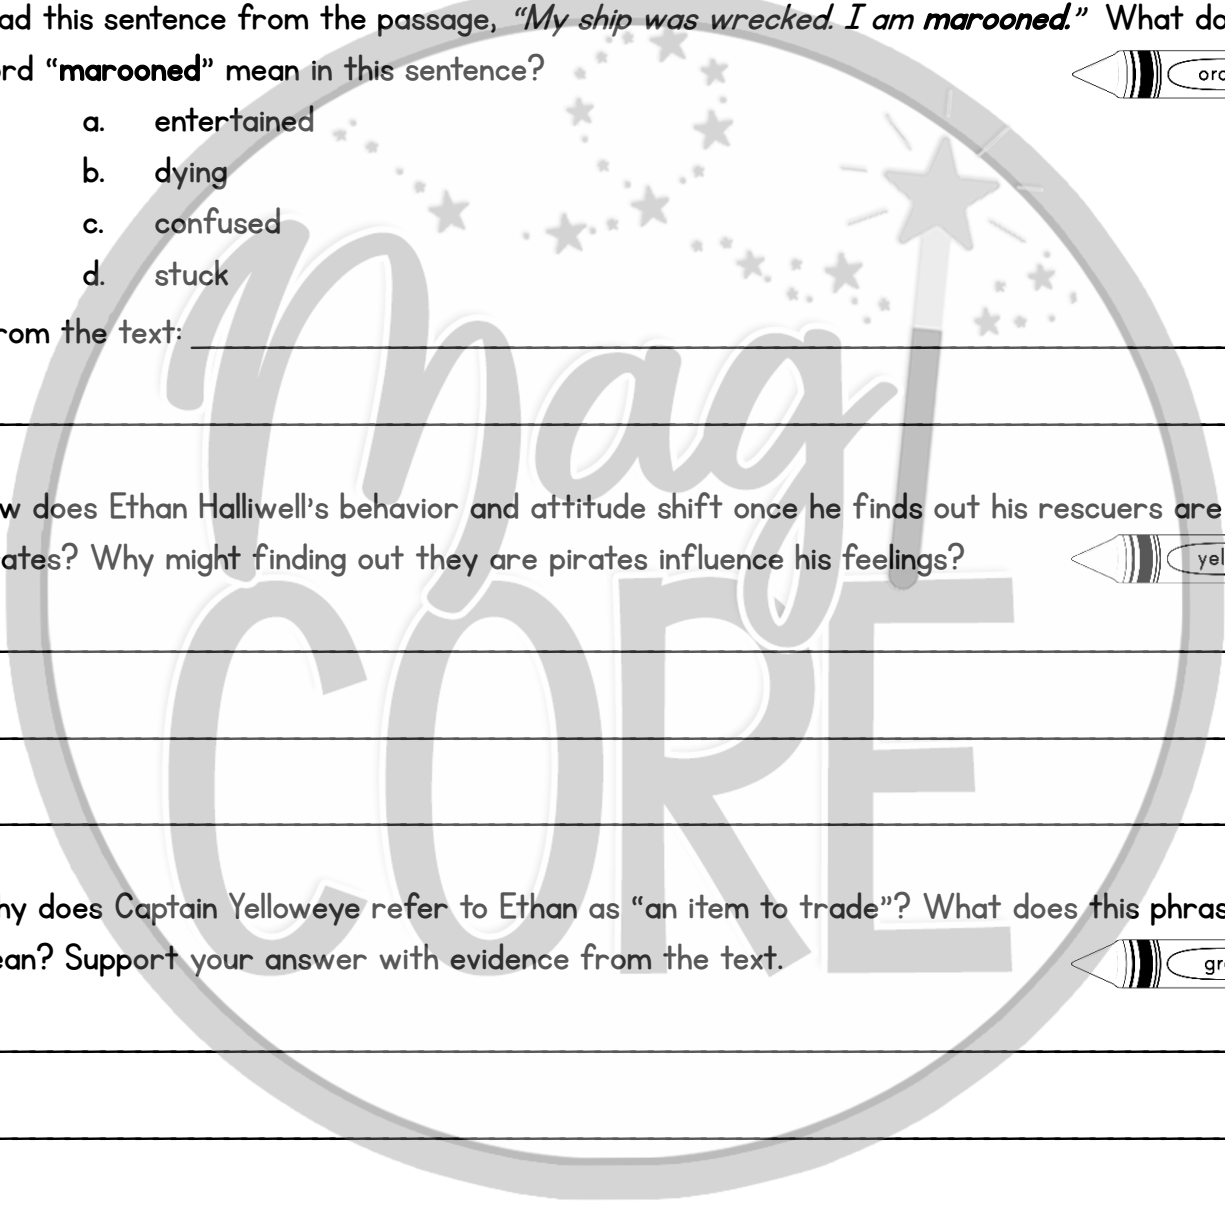 ad this sentence from the passage, “My ship was wrecked. I am marooned.” What do
rd “marooned” mean in this sentence?
ora
a. entertained
b. dying
c. confused
d. stuck
rom the text:
w does Ethan Halliwell’s behavior and attitude shift once he finds out his rescuers are
ates? Why might finding out they are pirates influence his feelings?
yel
hy does Captain Yelloweye refer to Ethan as “an item to trade”? What does this phras
ean? Support your answer with evidence from the text.
gr
Mag
CORE